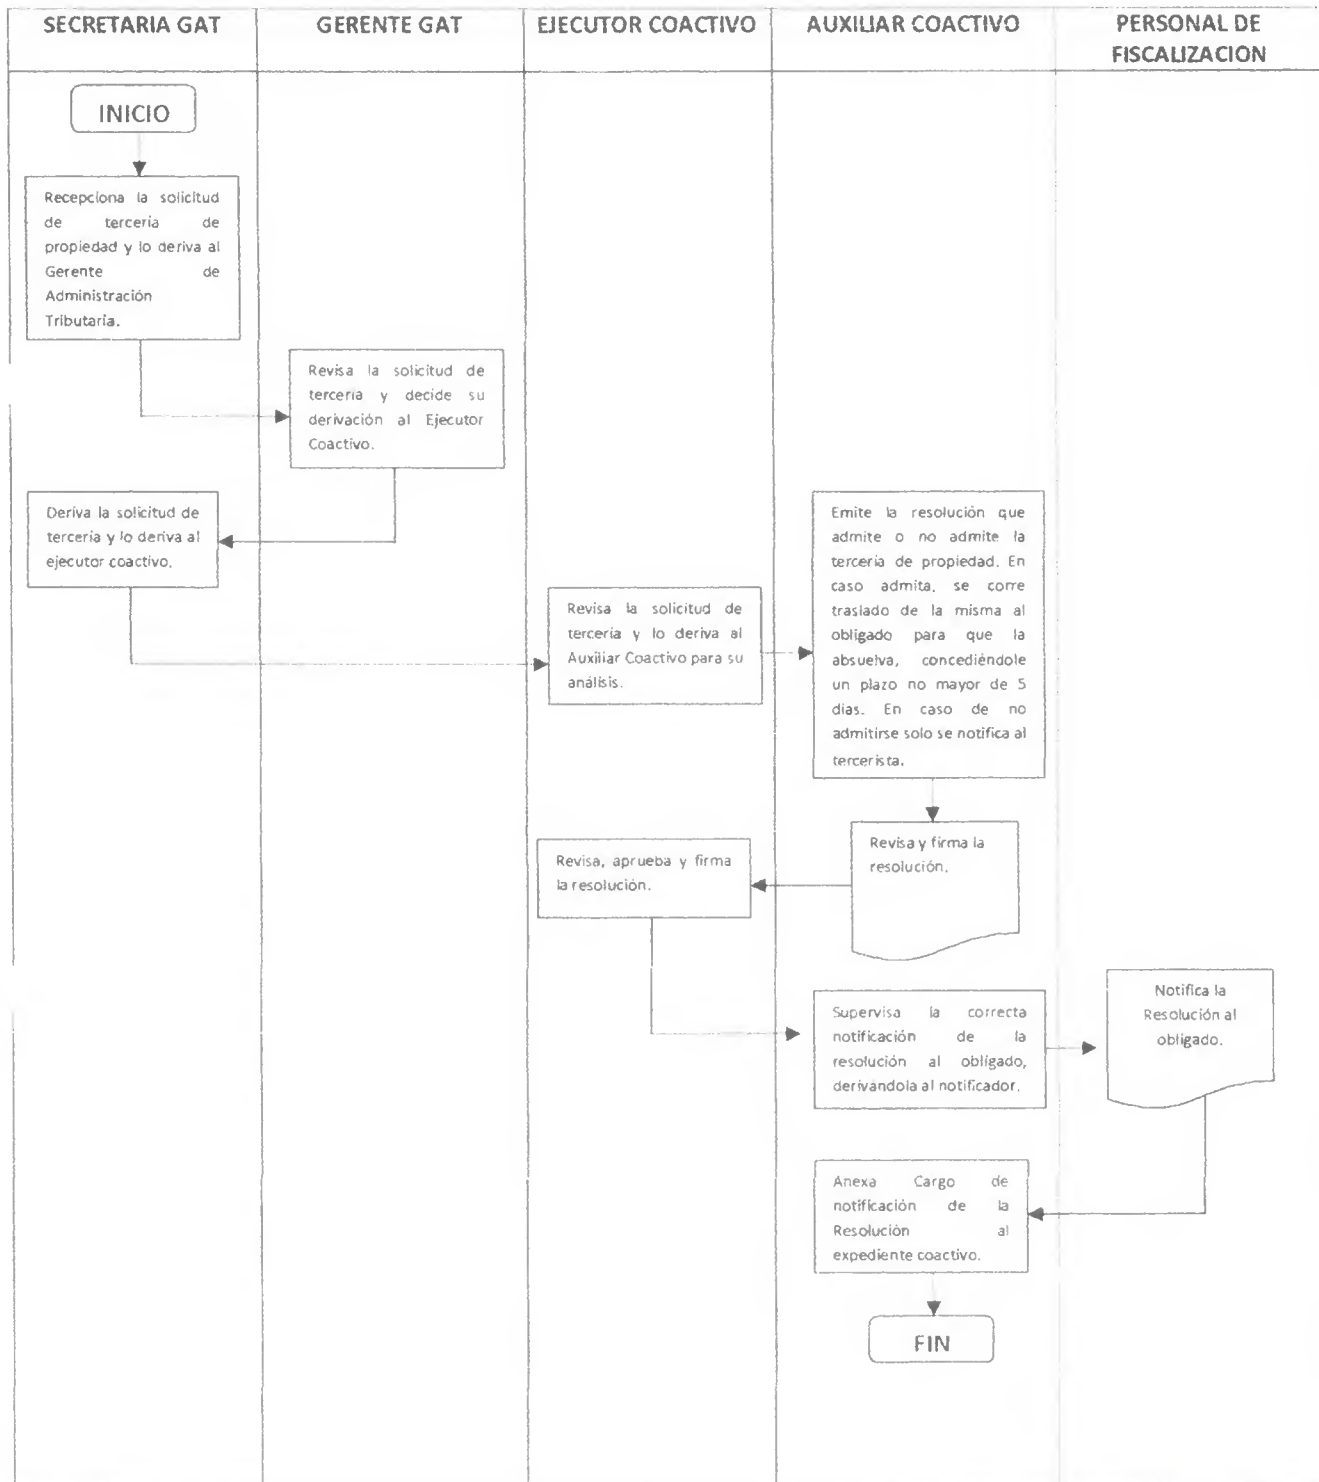 SECRETARIA GAT
GERENTE GAT
EJECUTOR COACTIVO
AUXILIAR COACTIVO
PERSONAL DE
FISCALIZACION
INICIO
Recepciona la solicitud
de tercería de
propiedad y lo deriva al
Gerente de
Administración
Tributaria.
Revisa la solicitud de
tercería y decide su
derivación al Ejecutor
Coactivo.
Deriva la solicitud de
tercería y lo deriva al
ejecutor coactivo.
Revisa la solicitud de
tercería y lo deriva al
Auxiliar Coactivo para su
análisis.
Emite la resolución que
admite o no admite la
tercería de propiedad. En
caso admita, se corre
traslado de la misma al
obligado para que la
absuelva, concediéndole
un plazo no mayor de 5
días. En caso de no
admitirse solo se notifica al
tercerista.
Revisa y firma la
resolución.
Revisa, aprueba y firma
la resolución.
Supervisa la correcta
notificación de la
resolución al obligado,
derivándola al notificador.
Notifica la
Resolución al
obligado.
Anexa Cargo de
notificación de la
Resolución al
expediente coactivo.
FIN